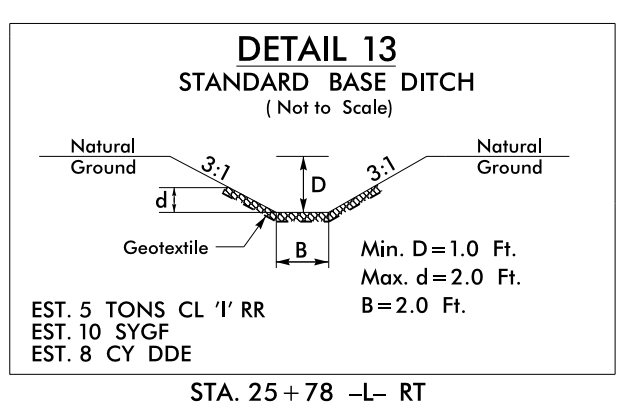 DETAIL 13
STANDARD BASE DITCH
( Not to Scale)
Natural
Ground
3:1
D
3:1
Natural
Ground
d
Geotextile
B
Min. D=1.0 Ft.
Max. d=2.0 Ft.
B=2.0 Ft.
EST. 5 TONS CL 'I' RR
EST. 10 SYGF
EST. 8 CY DDE
STA. 25+78 -L- RT